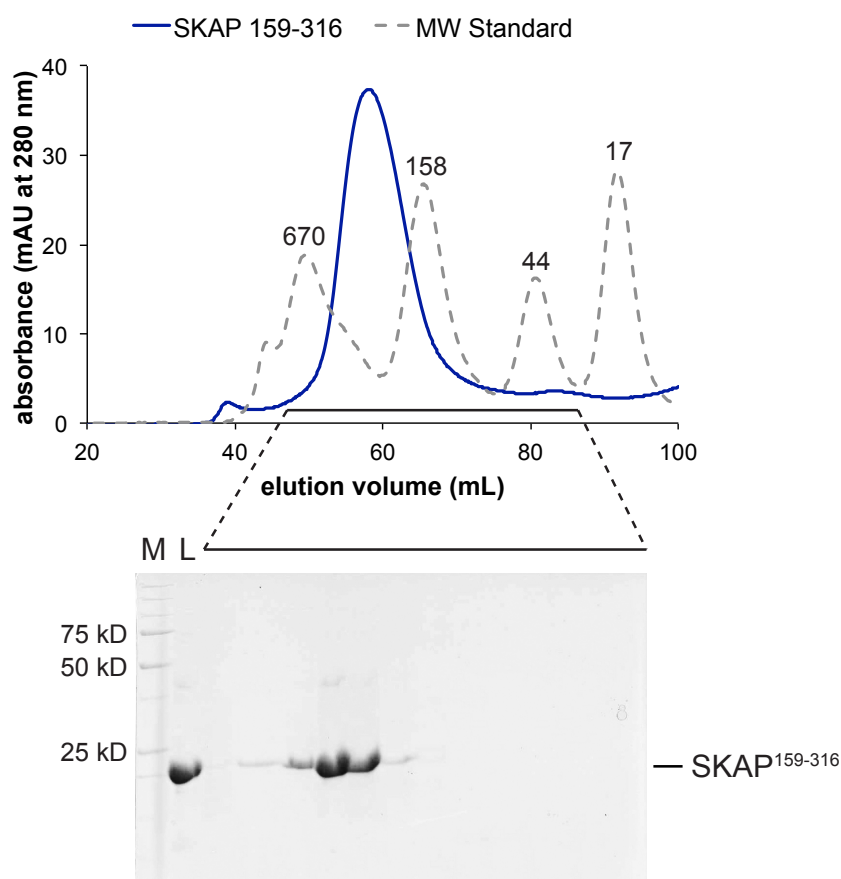 SKAP 159-316 MW Standard
absorbance (mAU at 280 nm)
40
30
20
10
0
670
158
44
17
20 40 60 80 100
elution volume (mL)
M L
75 kD
50 kD
25 kD
SKAP159-316